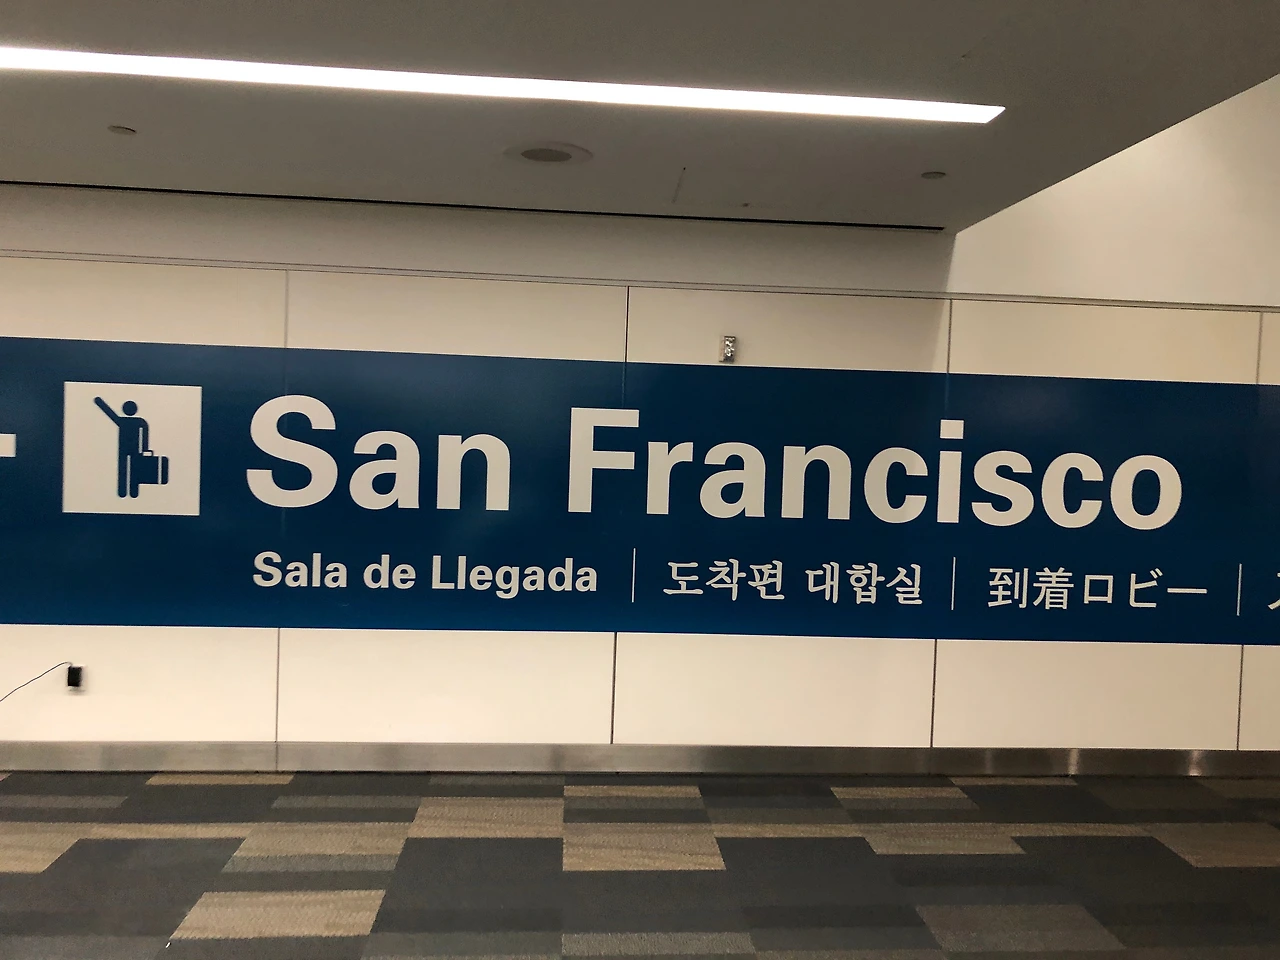 San Francisco
Sala de Llegada | 도착편 대합실 | 到着ロビー |